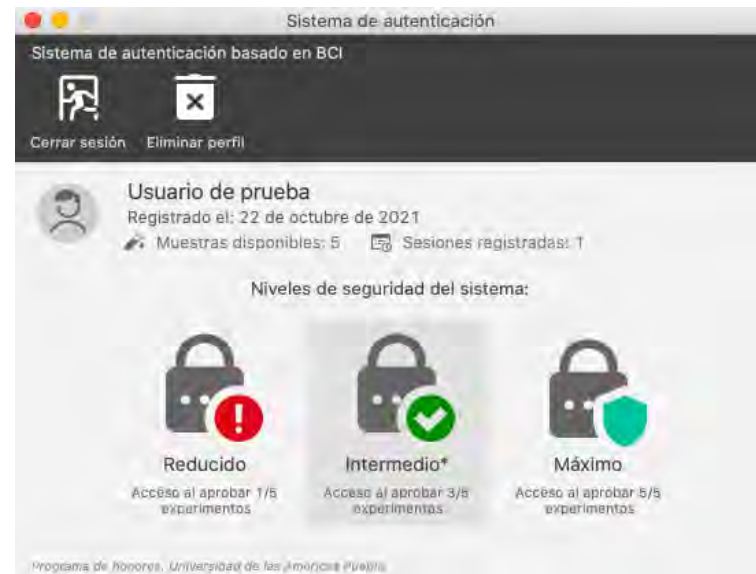 Sistema de autenticación
Sistema de autenticación basado en BCI
Cerrar sesión Eliminar perfil
Usuario de prueba
Registrado el: 22 de octubre de 2021
Muestras disponibles: 5 Sesiones registradas: 1
Niveles de seguridad del sistema:
Reducido Intermedio* Máximo
Acceso al aprobar 1/5 Acceso al aprobar 3/5 Acceso al aprobar 5/5
experimentos experimentos experimentos
Programa de honores. Universidad de las Américas Puebla